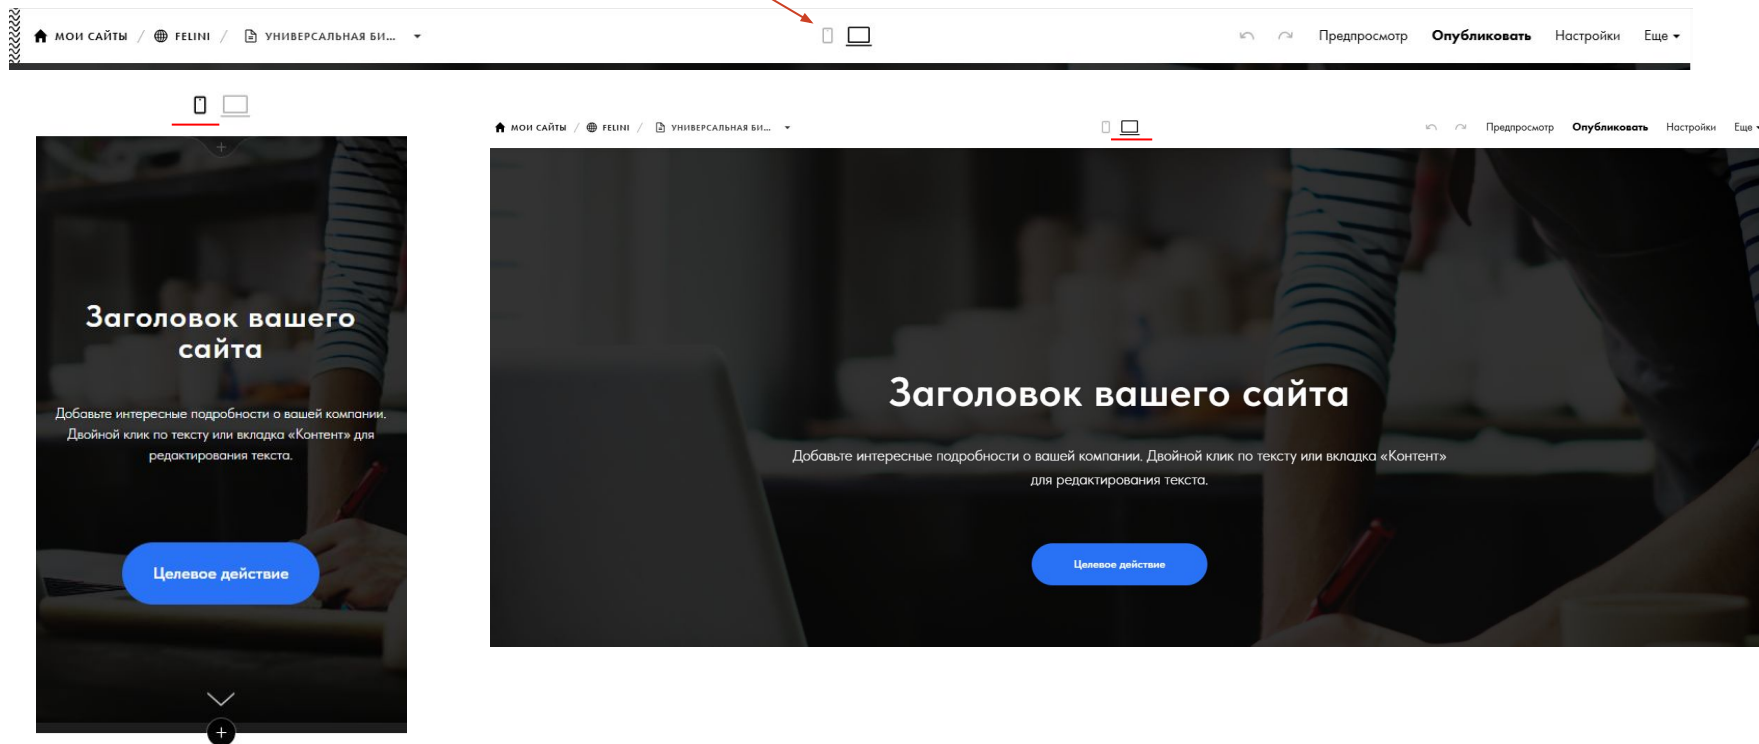 МОИ САЙТЫ / FELINI / УНИВЕРСАЛЬНАЯ БИ...
Предпросмотр Опубликовать Настройки Еще
Заголовок вашего
сайта
Добавьте интересные подробности о вашей компании.
Двойной клик по тексту или вкладка «Контент» для
редактирования текста.
Целевое действие
МОИ САЙТЫ / FELINI / УНИВЕРСАЛЬНАЯ БИ...
Предпросмотр Опубликовать Настройки Еще
Заголовок вашего сайта
Добавьте интересные подробности о вашей компании. Двойной клик по тексту или вкладка «Контент»
для редактирования текста.
Целевое действие